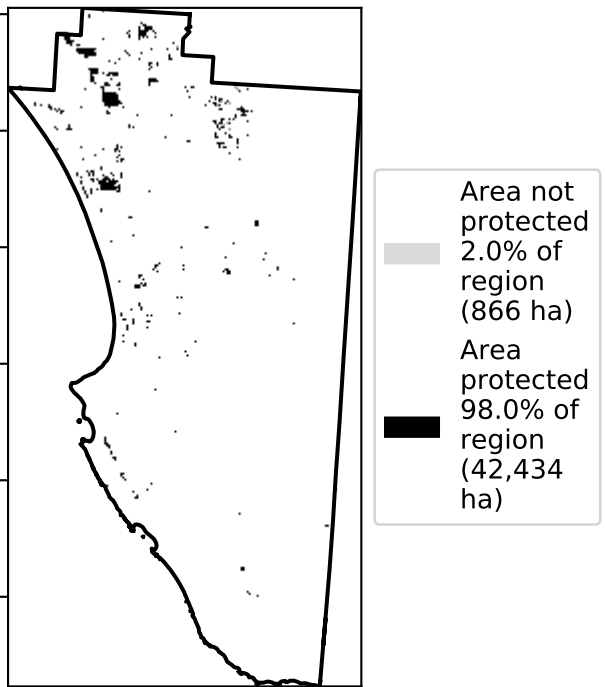 Area not
protected
2.0% of
region
(866 ha)
Area
protected
98.0% of
region
(42,434
ha)